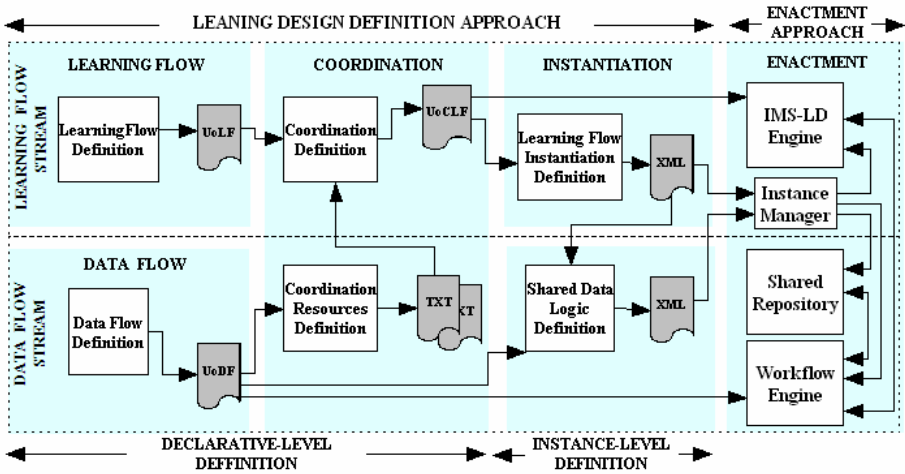 LEANING DESIGN DEFINITION APPROACH
ENACTMENT
APPROACH
LEARNING FLOW
STREAM
LEARNING FLOW
COORDINATION
INSTANTIATION
ENACTMENT
LearningFlow
Definition
UoLF
Coordination
Definition
UoCLF
Learning Flow
Instantiation
Definition
XML
IMS-LD
Engine
Instance
Manager
DATA FLOW
STREAM
DATA FLOW
Data Flow
Definition
UoDF
Coordination
Resources
Definition
TXT
XT
Shared Data
Logic
Definition
XML
Shared
Repository
Workflow
Engine
DECLARATIVE-LEVEL
DEFFINITION
INSTANCE-LEVEL
DEFINITION